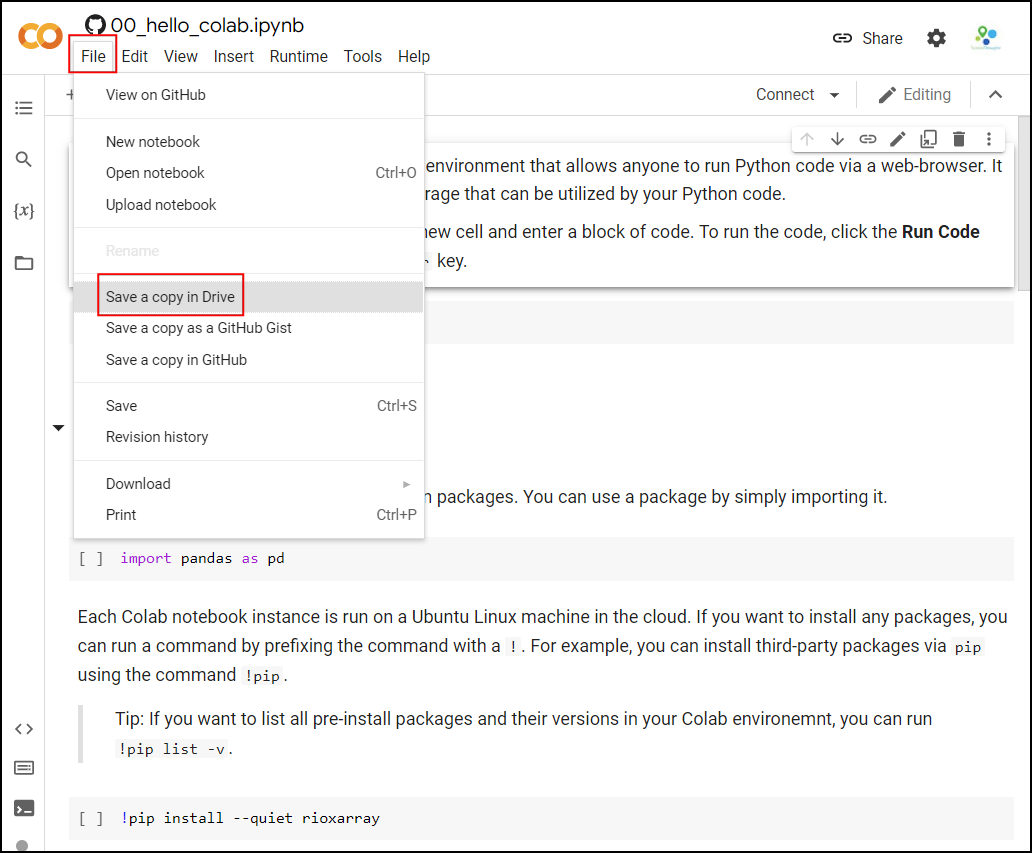 00_hello_colab.ipynb
File Edit View Insert Runtime Tools Help
Share
Connect
Editing
View on GitHub
New notebook
Open notebook Ctrl+O
Upload notebook
Rename
Save a copy in Drive
Save a copy as a GitHub Gist
Save a copy in GitHub
Save Ctrl+S
Revision history
Download
Print Ctrl+P
environment that allows anyone to run Python code via a web-browser. It
that can be utilized by your Python code.
new cell and enter a block of code. To run the code, click the Run Code
key.
{x}
packages. You can use a package by simply importing it.
[ ] import pandas as pd
Each Colab notebook instance is run on a Ubuntu Linux machine in the cloud. If you want to install any packages, you
can run a command by prefixing the command with a !. For example, you can install third-party packages via pip
using the command !pip.
Tip: If you want to list all pre-install packages and their versions in your Colab environemnt, you can run
!pip list -v.
[ ] !pip install --quiet rioxarray